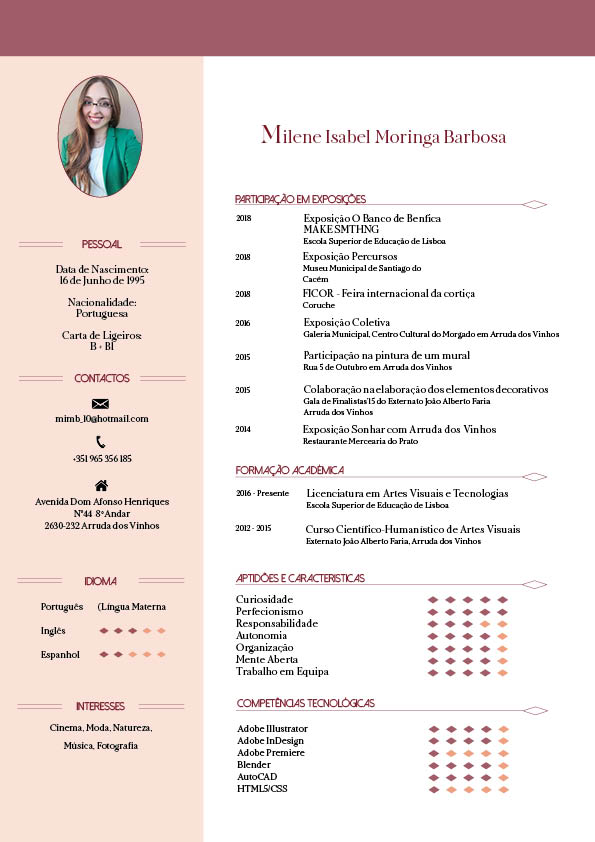 Milene Isabel Moringa Barbosa
PESSOAL
Data de Nascimento:
16 de Junho de 1995
Nacionalidade:
Portuguesa
Carta de Ligeiros:
B + B1
CONTACTOS
mimb_10@hotmail.com
+351 965 356 185
Avenida Dom Afonso Henriques
Nº44 8ºAndar
2630-232 Arruda dos Vinhos
IDIOMA
Português (Língua Materna
Inglês
Espanhol
INTERESSES
Cinema, Moda, Natureza,
Música, Fotografia
PARTICIPAÇÃO EM EXPOSIÇÕES
2018 Exposição O Banco de Benfica
MAKE SMTHNG
Escola Superior de Educação de Lisboa
2018 Exposição Percursos
Museu Municipal de Santiago do
Cacém
2018 FICOR - Feira internacional da cortiça
Coruche
2016 Exposição Coletiva
Galeria Municipal, Centro Cultural do Morgado em Arruda dos Vinhos
2015 Participação na pintura de um mural
Rua 5 de Outubro em Arruda dos Vinhos
2015 Colaboração na elaboração dos elementos decorativos
Gala de Finalistas'15 do Externato João Alberto Faria
Arruda dos Vinhos
2014 Exposição Sonhar com Arruda dos Vinhos
Restaurante Mercearia do Prato
FORMAÇÃO ACADÉMICA
2016 - Presente Licenciatura em Artes Visuais e Tecnologias
Escola Superior de Educação de Lisboa
2012 - 2015 Curso Científico-Humanístico de Artes Visuais
Externato João Alberto Faria, Arruda dos Vinhos
APTIDÕES E CARACTERISTICAS
Curiosidade
Perfecionismo
Responsabilidade
Autonomia
Organização
Mente Aberta
Trabalho em Equipa
COMPETÊNCIAS TECNOLÓGICAS
Adobe Illustrator
Adobe InDesign
Adobe Premiere
Blender
AutoCAD
HTML5/CSS